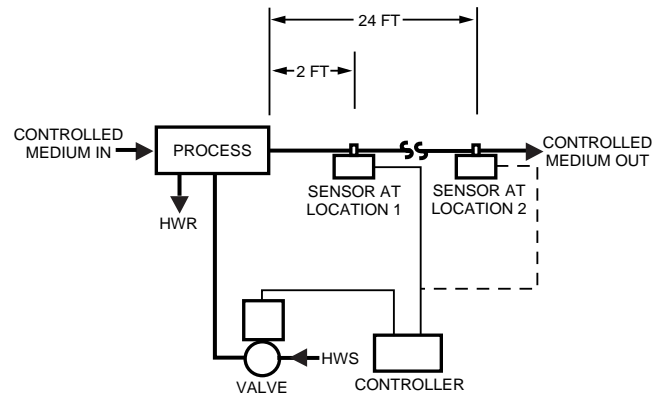 24 FT
2 FT
CONTROLLED
MEDIUM IN
PROCESS
CONTROLLED
MEDIUM OUT
SENSOR AT
LOCATION 1
SENSOR AT
LOCATION 2
HWR
HWS
VALVE
CONTROLLER